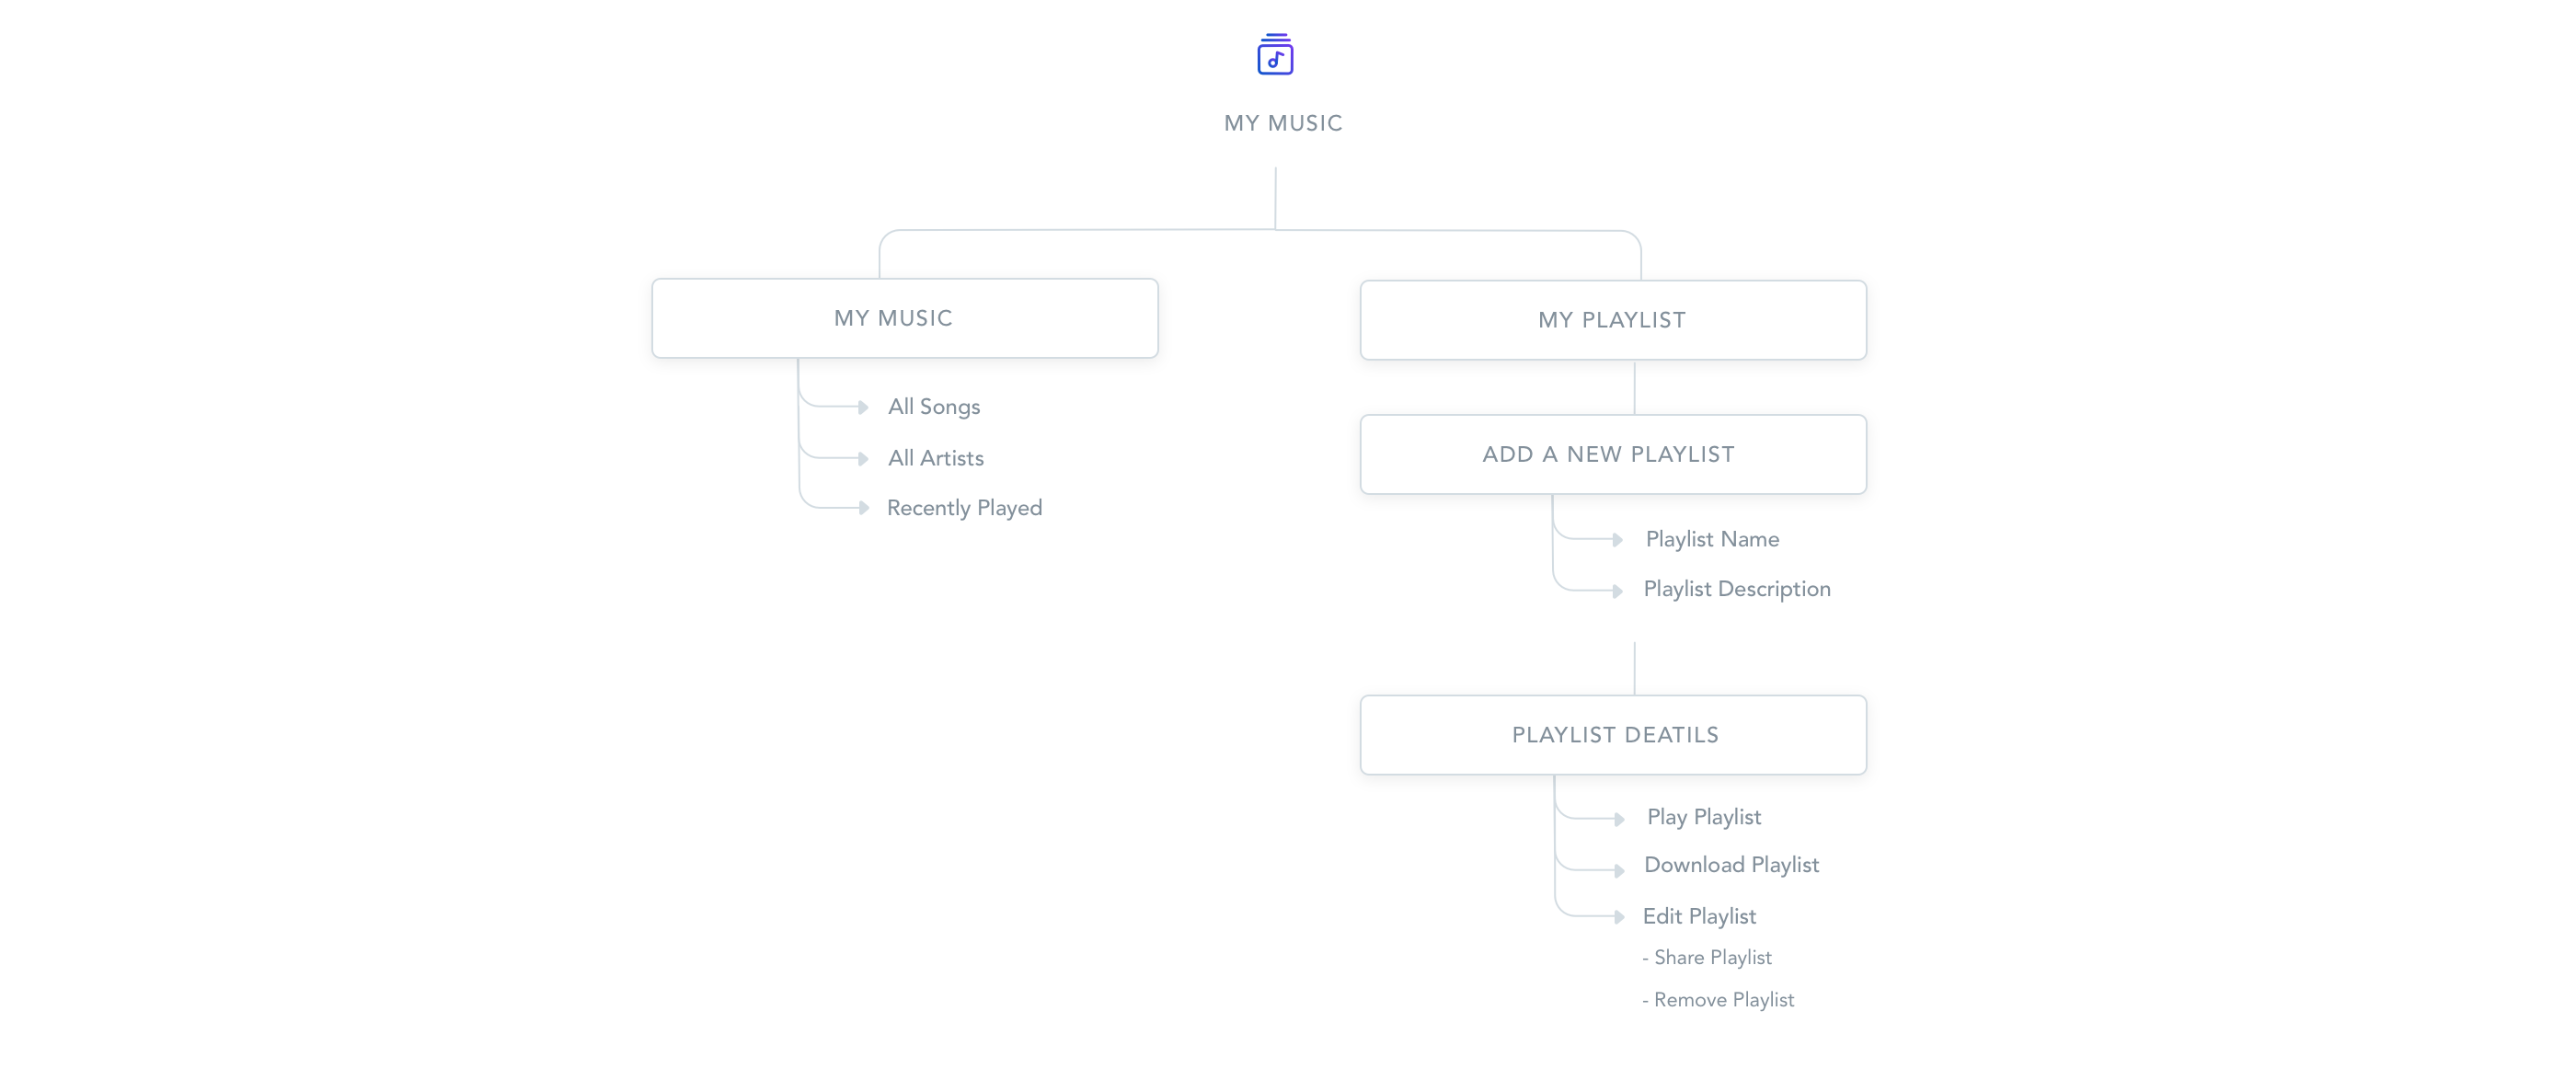 MY MUSIC
MY MUSIC
All Songs
All Artists
Recently Played
MY PLAYLIST
ADD A NEW PLAYLIST
Playlist Name
Playlist Description
PLAYLIST DEATILS
Play Playlist
Download Playlist
Edit Playlist
- Share Playlist
- Remove Playlist